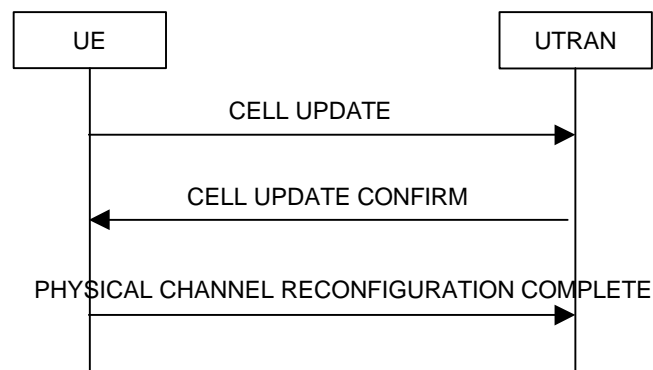 UE
UTRAN
CELL UPDATE
CELL UPDATE CONFIRM
PHYSICAL CHANNEL RECONFIGURATION COMPLETE